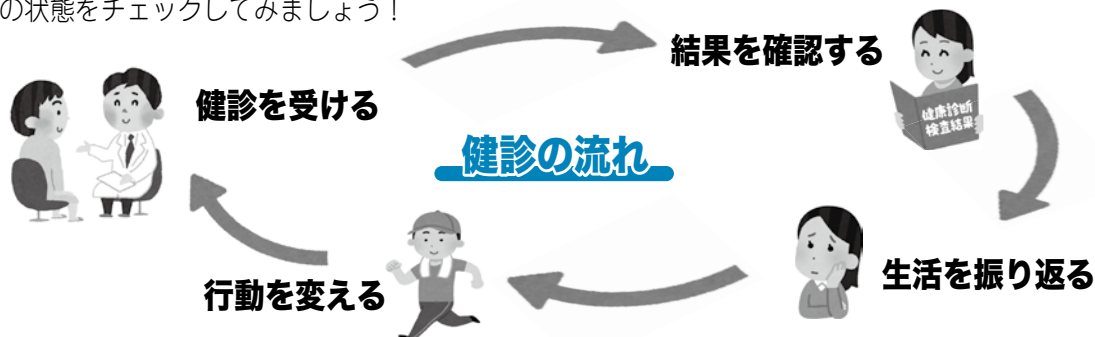 の状態をチェックしてみましょう！
結果を確認する
健診を受ける
健康診断
検査結果
健診の流れ
生活を振り返る
行動を変える